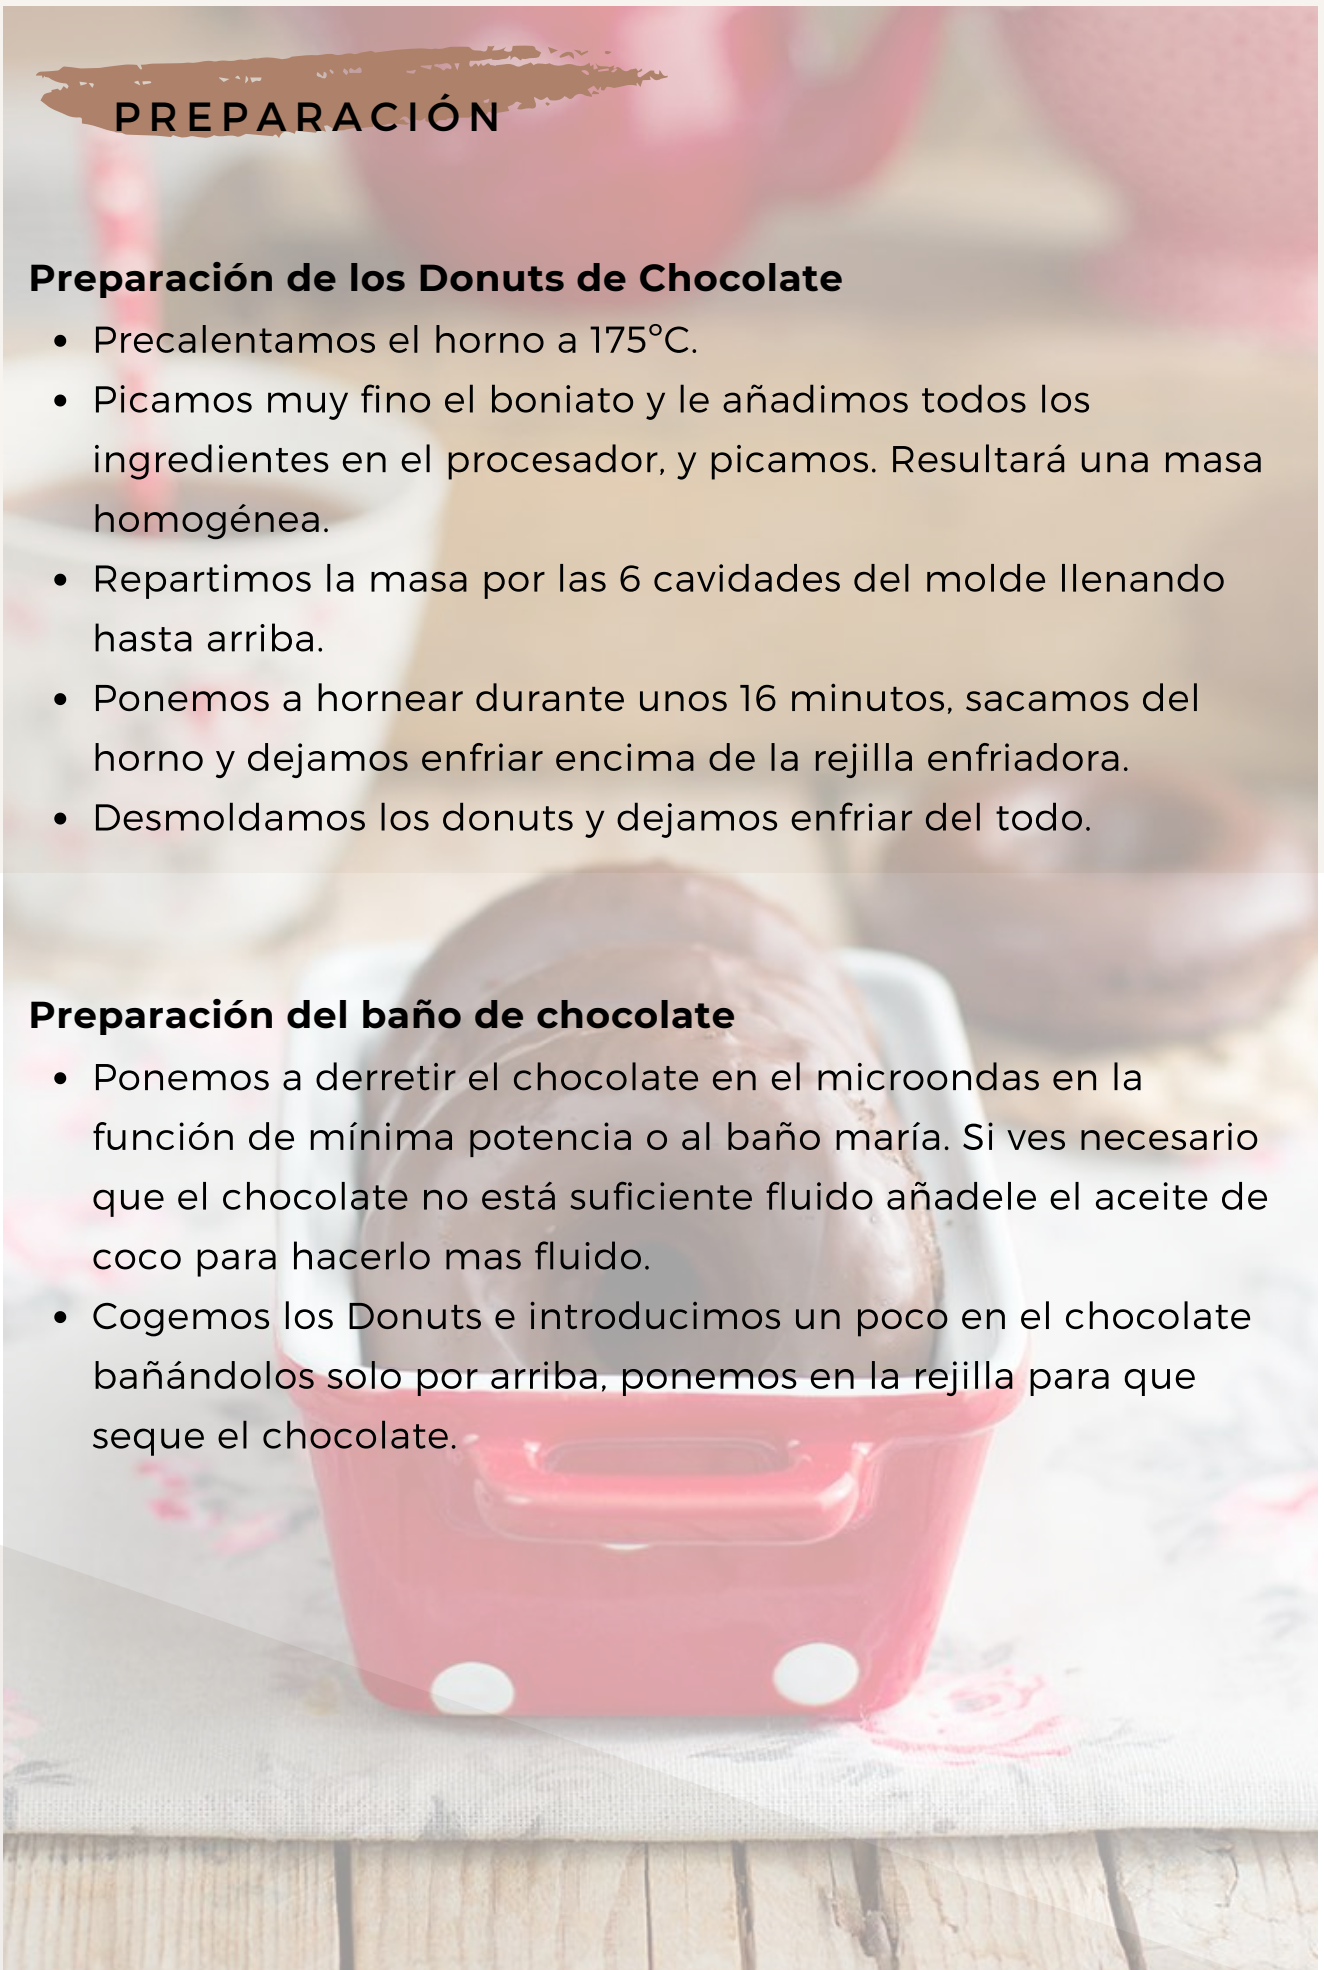 PREPARACIÓN
Preparación de los Donuts de Chocolate
• Precalentamos el horno a 175ºC.
• Picamos muy fino el boniato y le añadimos todos los
ingredientes en el procesador, y picamos. Resultará una masa
homogénea.
• Repartimos la masa por las 6 cavidades del molde llenando
hasta arriba.
• Ponemos a hornear durante unos 16 minutos, sacamos del
horno y dejamos enfriar encima de la rejilla enfriadora.
• Desmoldamos los donuts y dejamos enfriar del todo.
Preparación del baño de chocolate
• Ponemos a derretir el chocolate en el microondas en la
función de mínima potencia o al baño maría. Si ves necesario
que el chocolate no está suficiente fluido añadele el aceite de
coco para hacerlo mas fluido.
• Cogemos los Donuts e introducimos un poco en el chocolate
bañándolos solo por arriba, ponemos en la rejilla para que
seque el chocolate.